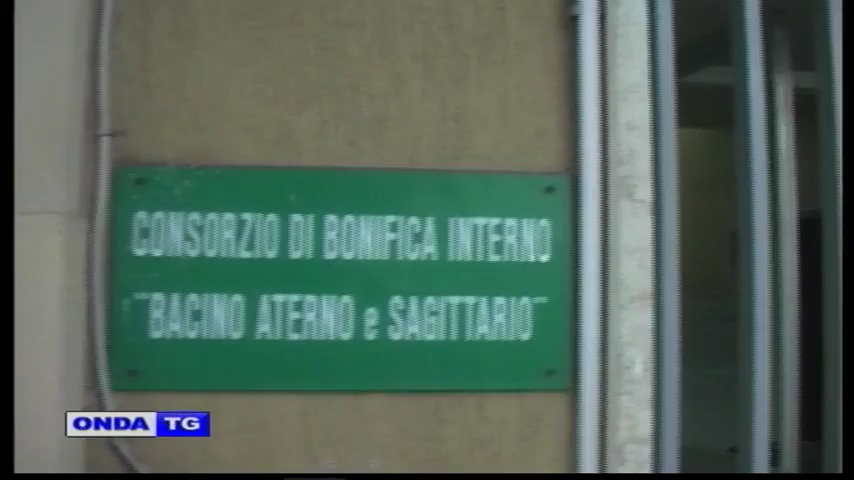 CONSORZIO DI BONIFICA INTERNO
"BACINO ATERNO e SAGITTARIO"
ONDA TG